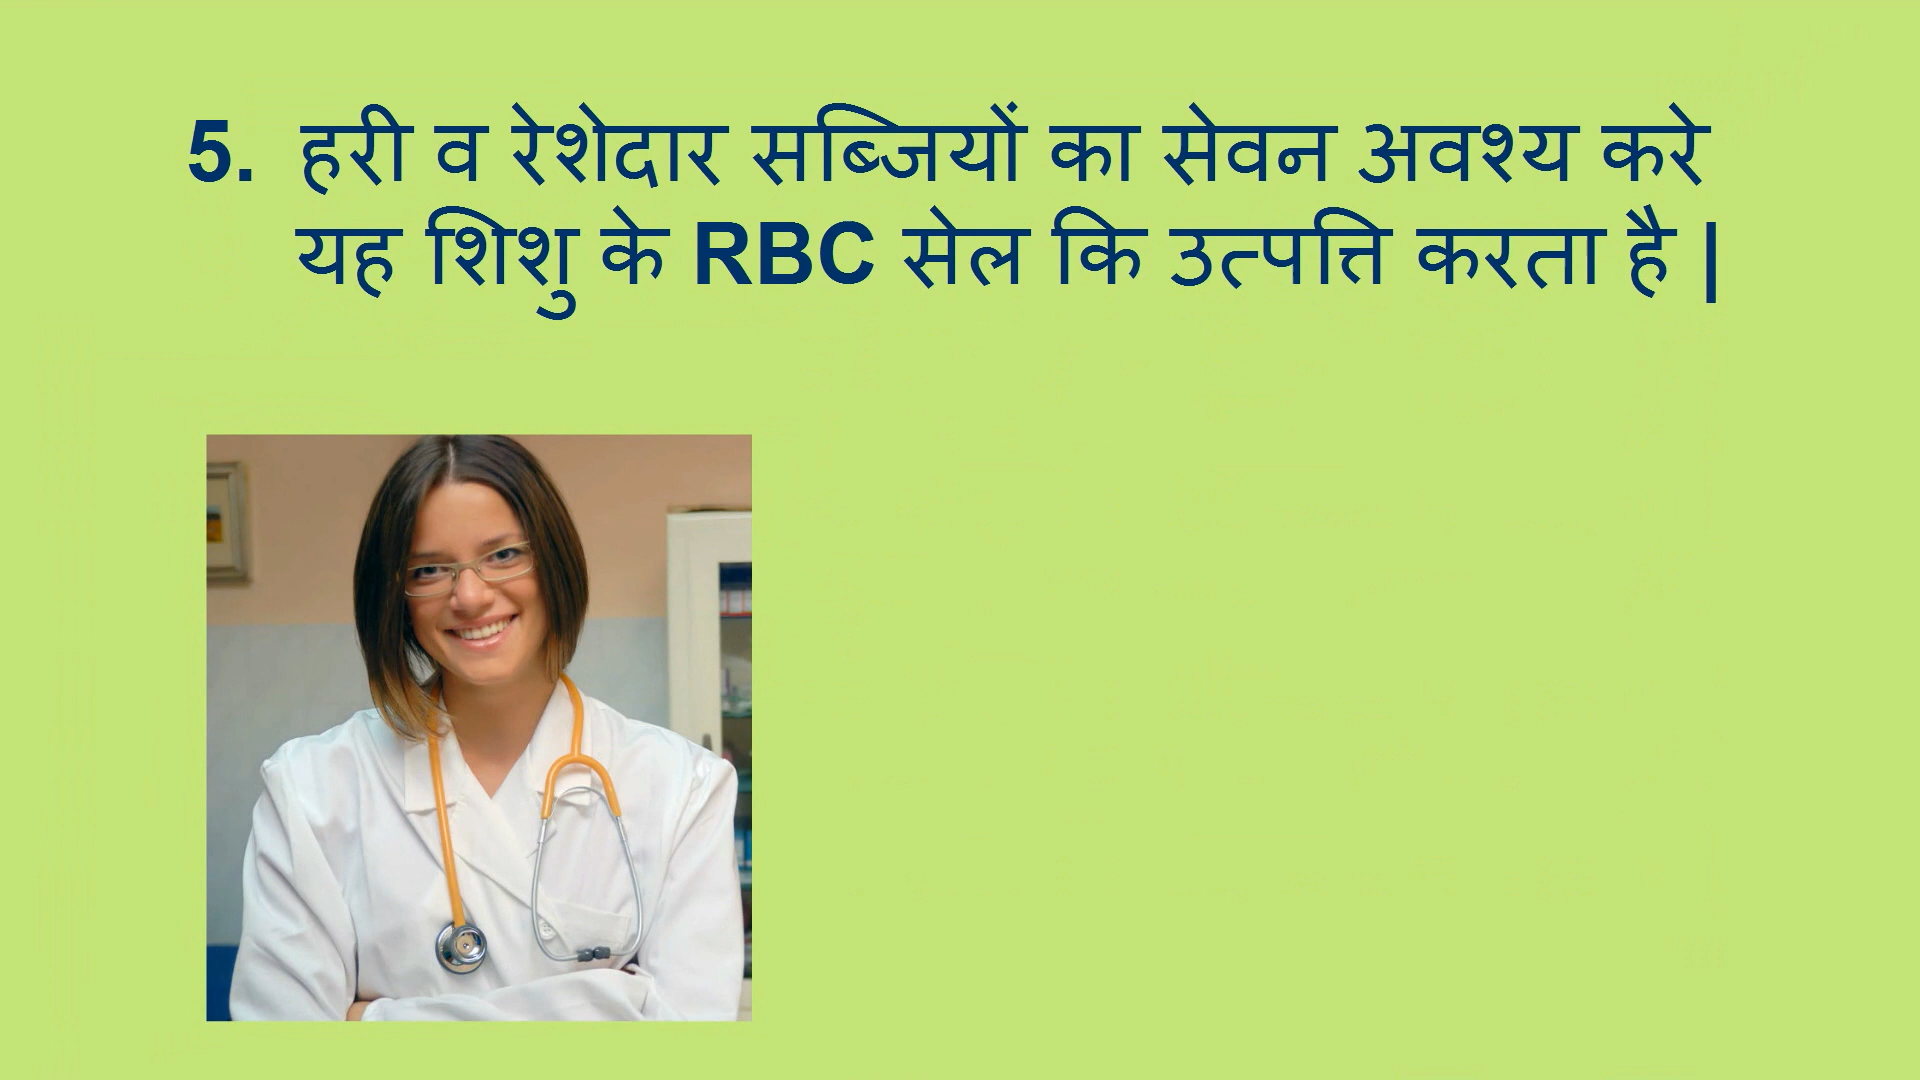 5. हरी व रेशेदार सब्जियों का सेवन अवश्य करे
यह शिशु के RBC सेल कि उत्पत्ति करता है |